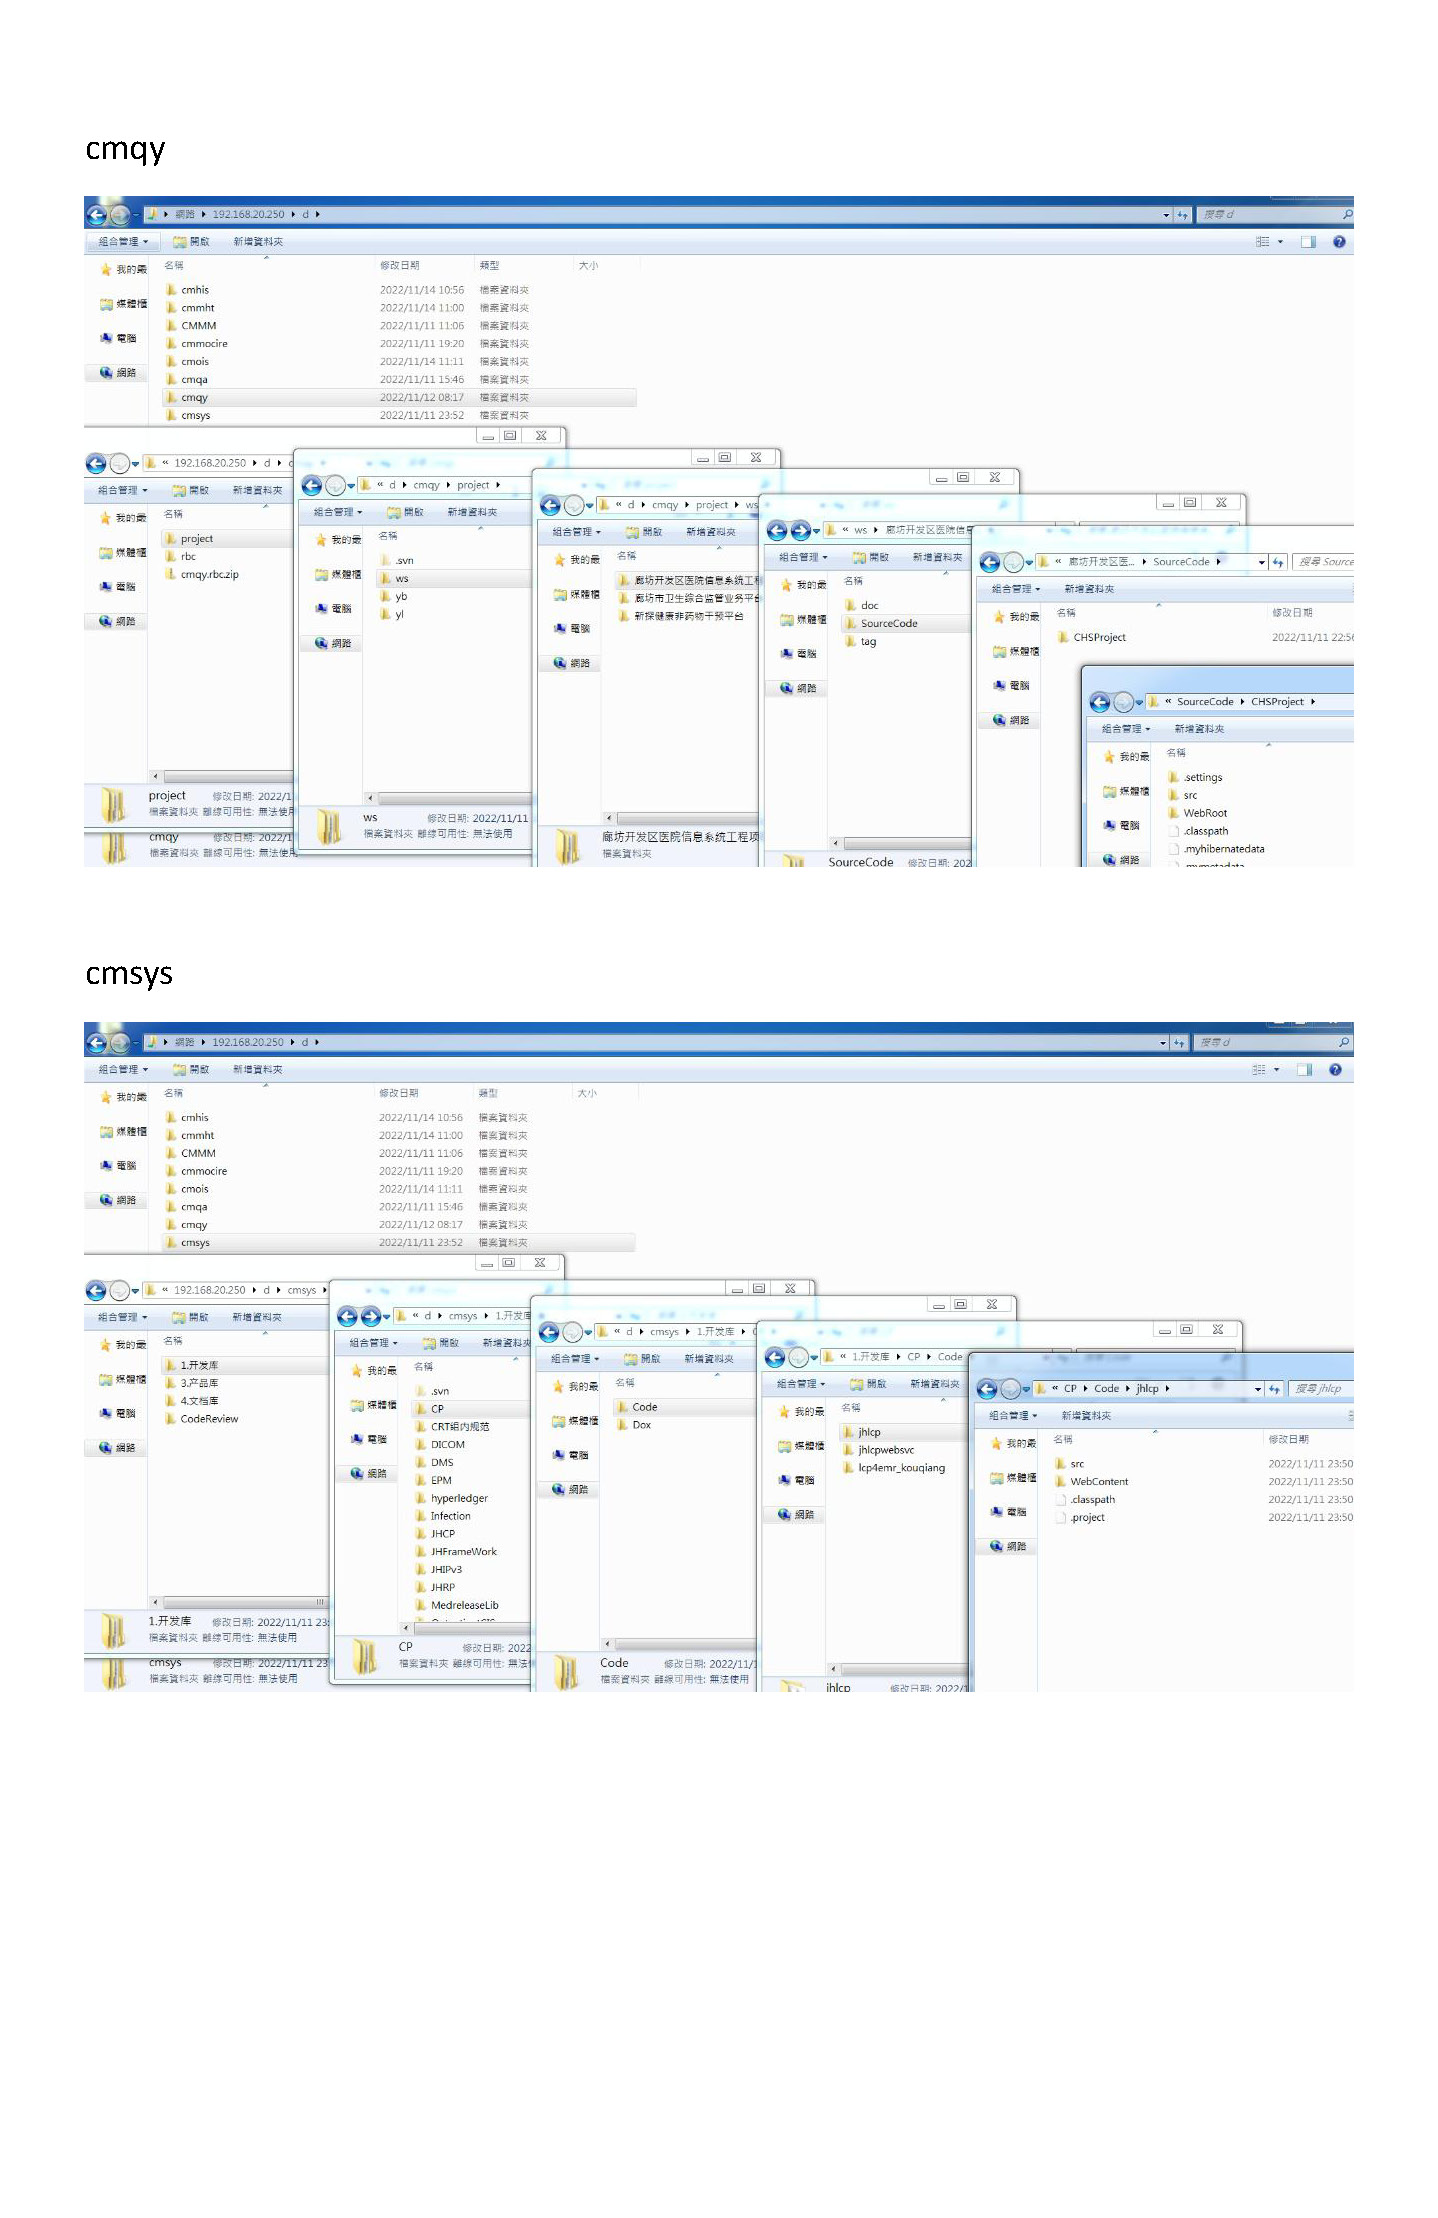 cmqy
網路 ▸ 192.168.20.250 ▸ d ▸
搜尋 d
組合管理 開啟 新增資料夾
我的最
媒體櫃
電腦
網路
名稱 修改日期 類型 大小
cmhis 2022/11/14 10:56 檔案資料夾
cmmht 2022/11/14 11:00 檔案資料夾
CMMM 2022/11/11 11:06 檔案資料夾
cmmocire 2022/11/11 19:20 檔案資料夾
cmois 2022/11/14 11:11 檔案資料夾
cmqa 2022/11/11 15:46 檔案資料夾
cmqy 2022/11/12 08:17 檔案資料夾
cmsys 2022/11/11 23:52 檔案資料夾
« 192.168.20.250 ▸ d ▸
組合管理 開啟 新增資
我的最
媒體櫃
電腦
網路
名稱
project
rbc
cmqy.rbc.zip
project 修改日期: 2022/1
檔案資料夾 離線可用性: 無法使用
cmqy 修改日期: 2022/1
檔案資料夾 離線可用性: 無法使用
« d ▸ cmqy ▸ project ▸
組合管理 開啟 新增資料夾
我的最
媒體櫃
電腦
網路
名稱
.svn
ws
yb
yl
ws 修改日期: 2022/11/11
檔案資料夾 離線可用性: 無法使用
« d ▸ cmqy ▸ project ▸ ws
組合管理 開啟 新增資料夾
我的最
媒體櫃
電腦
網路
名稱
廊坊开发区医院信息系统工程
廊坊市卫生综合监管业务平台
新探健康非药物干预平台
廊坊开发区医院信息系统工程项
檔案資料夾
« ws ▸ 廊坊开发区医院信息
組合管理 開啟 新增資料夾
我的最
媒體櫃
電腦
網路
名稱
doc
SourceCode
tag
SourceCode 修改日期: 202
« 廊坊开发区医... ▸ SourceCode ▸
搜尋 Source
組合管理 新增資料夾
我的最
媒體櫃
電腦
網路
名稱 修改日期
CHSProject 2022/11/11 22:56
« SourceCode ▸ CHSProject ▸
組合管理 新增資料夾
我的最
媒體櫃
電腦
網路
名稱
.settings
src
WebRoot
.classpath
.myhibernatedata
.mymetadata
cmsys
網路 ▸ 192.168.20.250 ▸ d ▸
搜尋 d
組合管理 開啟 新增資料夾
我的最
媒體櫃
電腦
網路
名稱 修改日期 類型 大小
cmhis 2022/11/14 10:56 檔案資料夾
cmmht 2022/11/14 11:00 檔案資料夾
CMMM 2022/11/11 11:06 檔案資料夾
cmmocire 2022/11/11 19:20 檔案資料夾
cmois 2022/11/14 11:11 檔案資料夾
cmqa 2022/11/11 15:46 檔案資料夾
cmqy 2022/11/12 08:17 檔案資料夾
cmsys 2022/11/11 23:52 檔案資料夾
« 192.168.20.250 ▸ d ▸ cmsys ▸
組合管理 開啟 新增資料夾
我的最
媒體櫃
電腦
網路
名稱
1.开发库
3.产品库
4.文档库
CodeReview
1.开发库 修改日期: 2022/11/11 23:
檔案資料夾 離線可用性: 無法使用
cmsys 修改日期: 2022/11/11 23
檔案資料夾 離線可用性: 無法使用
« d ▸ cmsys ▸ 1.开发库
組合管理 開啟 新增資料
我的最
媒體櫃
電腦
網路
名稱
.svn
CP
CRT组内规范
DICOM
DMS
EPM
hyperledger
Infection
JHCP
JHFrameWork
JHIPv3
JHRP
MedreleaseLib
CP 修改日期: 2022
檔案資料夾 離線可用性: 無法
« d ▸ cmsys ▸ 1.开发库 ▸
組合管理 開啟 新增資料夾
我的最
媒體櫃
電腦
網路
名稱
Code
Dox
Code 修改日期: 2022/11/1
檔案資料夾 離線可用性: 無法使用
« 1.开发库 ▸ CP ▸ Code
組合管理 開啟 新增資料夾
我的最
媒體櫃
電腦
網路
名稱
jhlcp
jhlcpwebsvc
lcp4emr_kouqiang
jhlcp 修改日期: 2022/1
« CP ▸ Code ▸ jhlcp ▸
搜尋 jhlcp
組合管理 新增資料夾
我的最
媒體櫃
電腦
網路
名稱 修改日期
src 2022/11/11 23:50
WebContent 2022/11/11 23:50
.classpath 2022/11/11 23:50
.project 2022/11/11 23:50